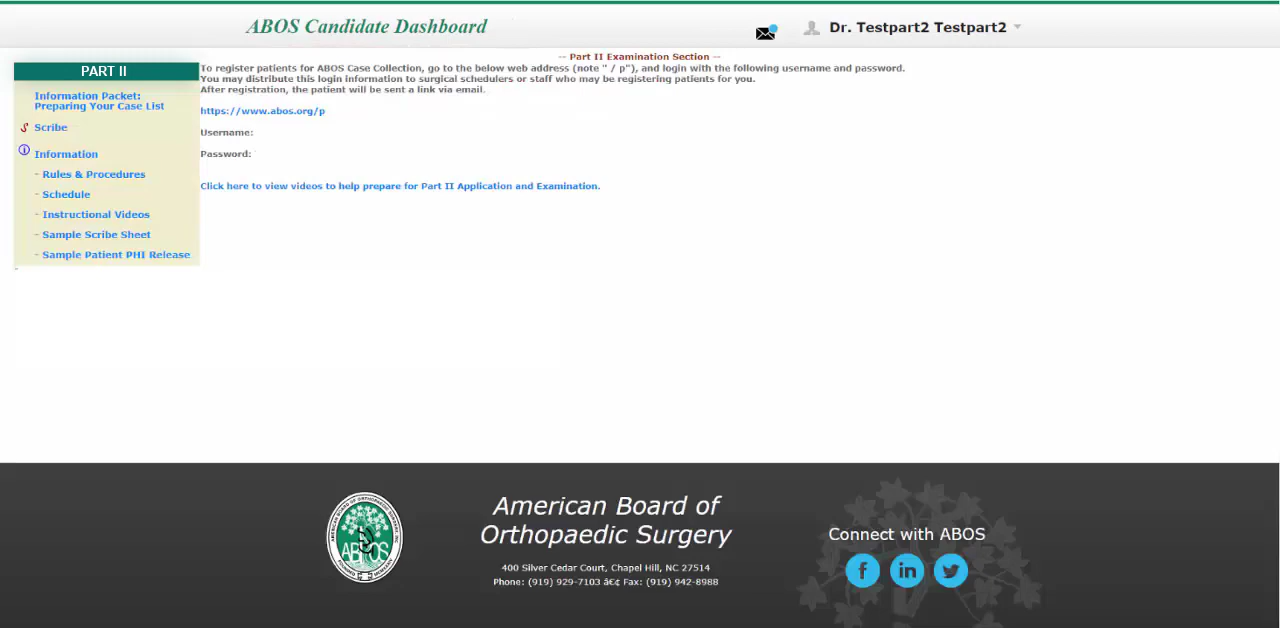 ABOS Candidate Dashboard
Dr. Testpart2 Testpart2
PART II
Information Packet:
Preparing Your Case List
Scribe
Information
- Rules & Procedures
- Schedule
- Instructional Videos
- Sample Scribe Sheet
- Sample Patient PHI Release
-- Part II Examination Section --
To register patients for ABOS Case Collection, go to the below web address (note " / p"), and login with the following username and password.
You may distribute this login information to surgical schedulers or staff who may be registering patients for you.
After registration, the patient will be sent a link via email.
https://www.abos.org/p
Username:
Password:
Click here to view videos to help prepare for Part II Application and Examination.
ABOS
American Board of
Orthopaedic Surgery
400 Silver Cedar Court, Chapel Hill, NC 27514
Phone: (919) 929-7103 â€¢ Fax: (919) 942-8988
Connect with ABOS